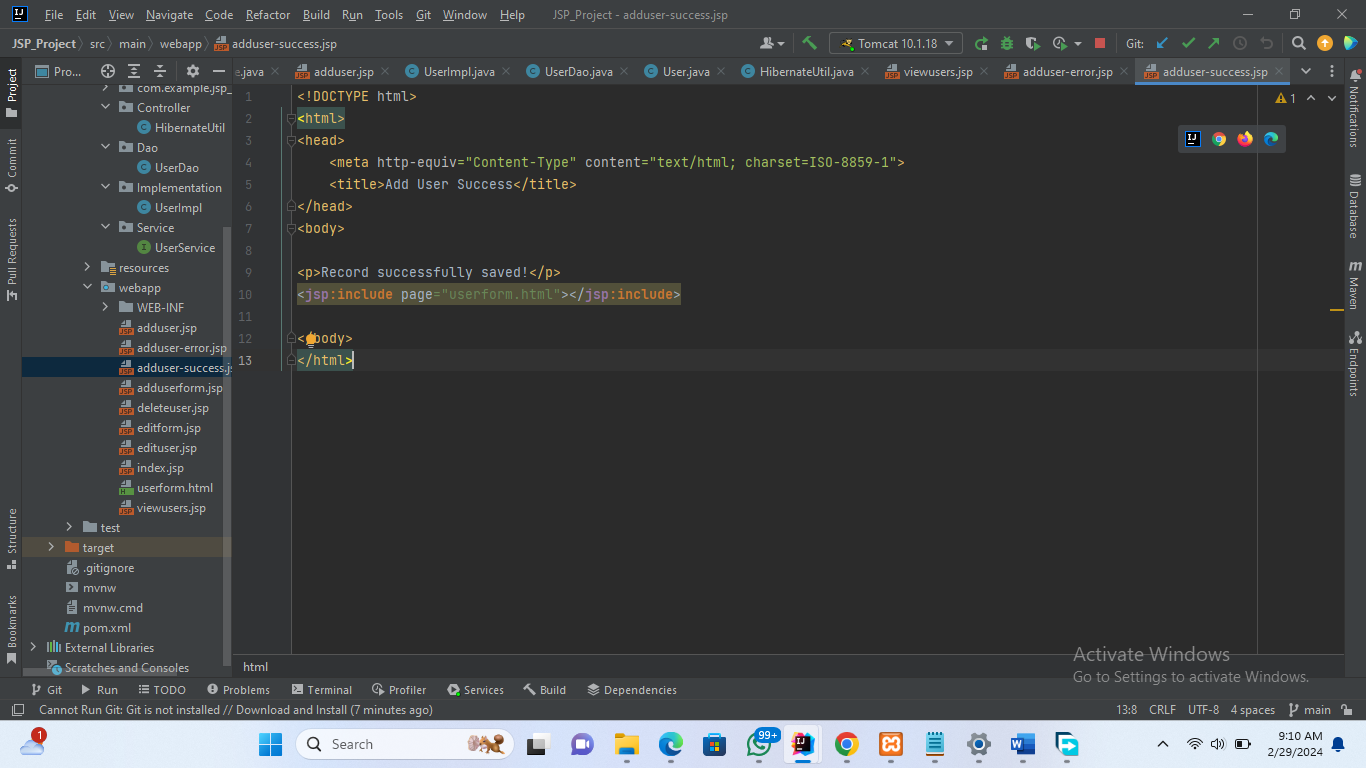 File Edit View Navigate Code Refactor Build Run Tools Git Window Help JSP_Project - adduser-success.jsp
JSP_Project src main webapp adduser-success.jsp Tomcat 10.1.18 Git:
Pro... e.java adduser.jsp UserImpl.java UserDao.java User.java HibernateUtil.java viewusers.jsp adduser-error.jsp adduser-success.jsp
Project
Commit
Pull Requests
Structure
Bookmarks
com.example.jsp_
Controller
HibernateUtil
Dao
UserDao
Implementation
UserImpl
Service
UserService
resources
webapp
WEB-INF
adduser.jsp
adduser-error.jsp
adduser-success.js
adduserform.jsp
deleteuser.jsp
editform.jsp
edituser.jsp
index.jsp
userform.html
viewusers.jsp
test
target
.gitignore
mvnw
mvnw.cmd
pom.xml
External Libraries
Scratches and Consoles
1 <!DOCTYPE html>
2 <html>
3 <head>
4 <meta http-equiv="Content-Type" content="text/html; charset=ISO-8859-1">
5 <title>Add User Success</title>
6 </head>
7 <body>
8
9 <p>Record successfully saved!</p>
10 <jsp:include page="userform.html"></jsp:include>
11
12 </body>
13 </html>
1
Notifications
Database
Maven
Endpoints
html
Activate Windows
Go to Settings to activate Windows.
Git Run TODO Problems Terminal Profiler Services Build Dependencies
Cannot Run Git: Git is not installed // Download and Install (7 minutes ago) 13:8 CRLF UTF-8 4 spaces main
1 Search 99+ 9:10 AM
2/29/2024